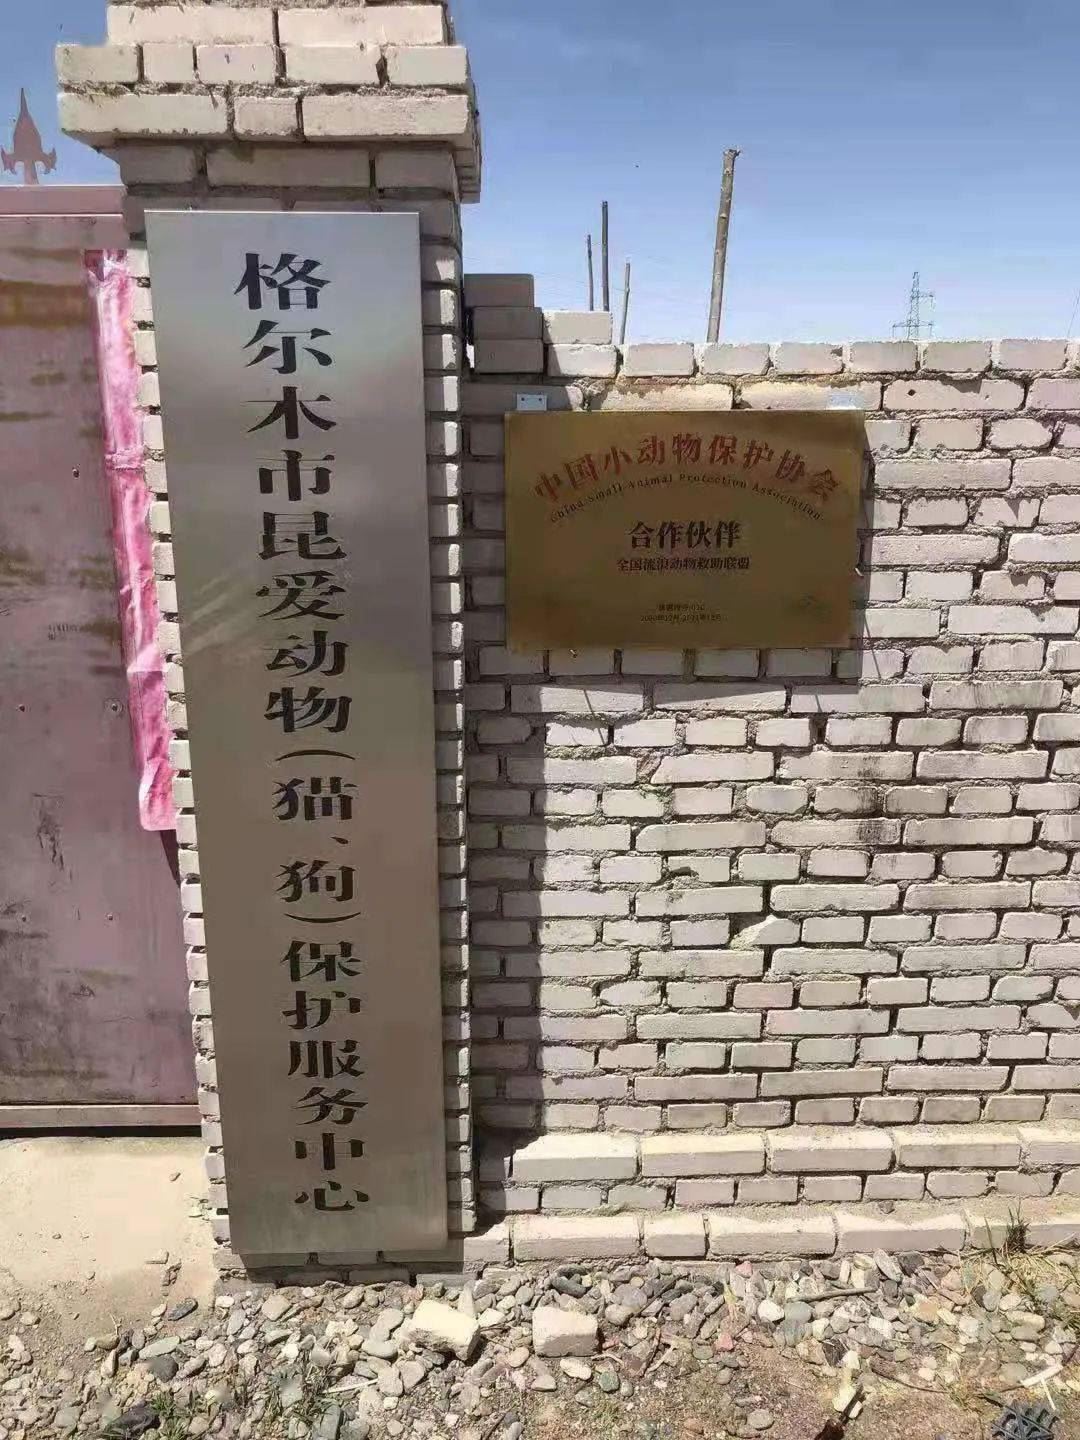 格尔木市昆爱动物(猫、狗)保护服务中心
中国小动物保护协会
China Small Animal Protection Association
合作伙伴
全国流浪动物救助联盟